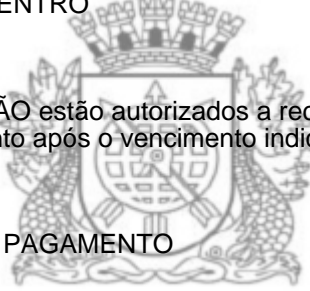 ENTRO
ÃO estão autorizados a rec
nto após o vencimento indic
PAGAMENTO